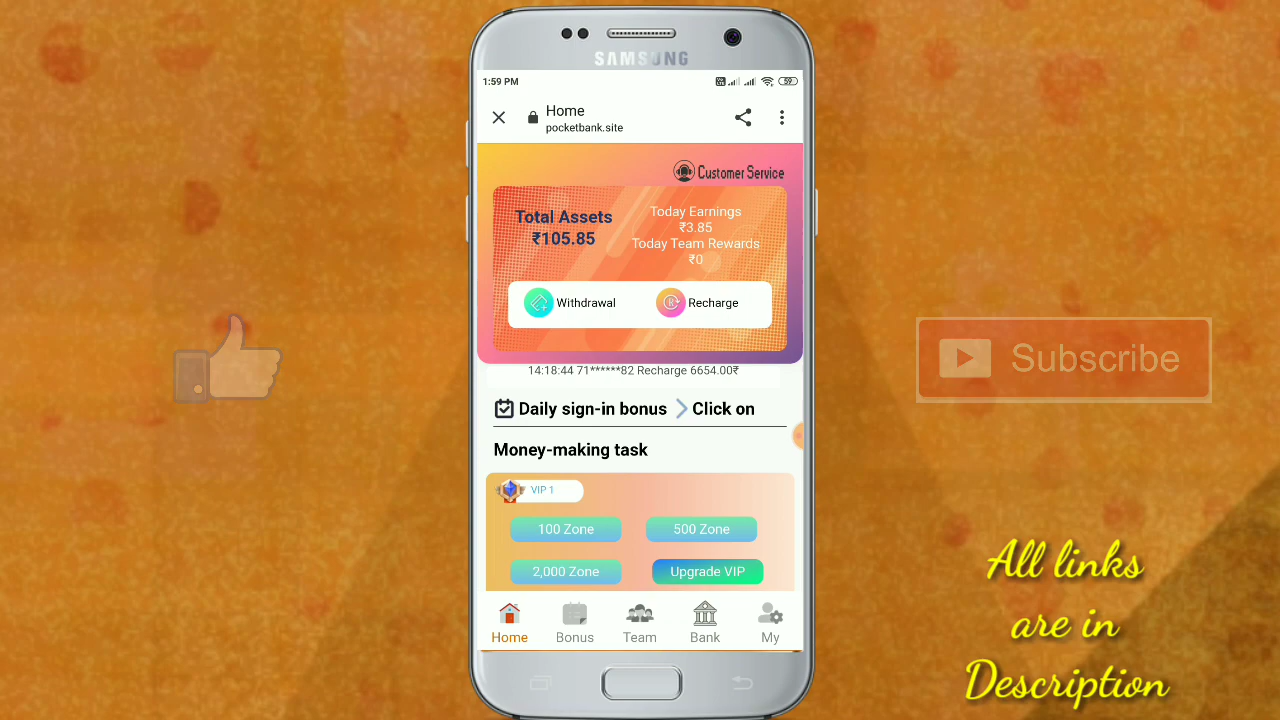 SAMSUNG
1:59 PM
59
Home
pocketbank.site
Customer Service
Total Assets
₹105.85
Today Earnings
₹3.85
Today Team Rewards
₹0
Withdrawal
Recharge
14:18:44 71******82 Recharge 6654.00₹
Daily sign-in bonus
Click on
Money-making task
VIP 1
100 Zone
500 Zone
2,000 Zone
Upgrade VIP
Home
Bonus
Team
Bank
My
Subscribe
All links
are in
Description